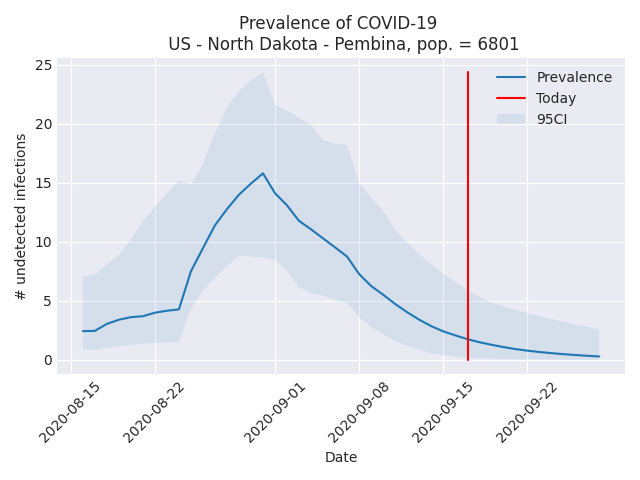 Prevalence of COVID-19
US - North Dakota - Pembina, pop. = 6801
Prevalence
Today
95CI
# undetected infections
25
20
15
10
5
0
2020-08-15
2020-08-22
2020-09-01
2020-09-08
2020-09-15
2020-09-22
Date